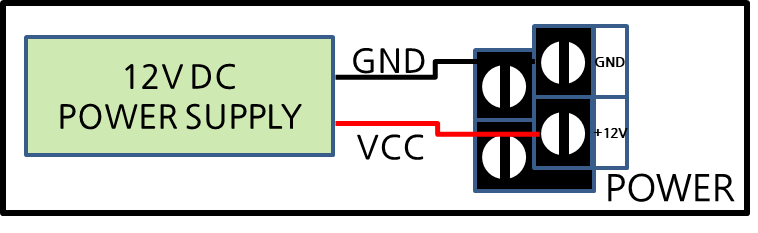 12V DC
POWER SUPPLY
GND
VCC
GND
+12V
POWER